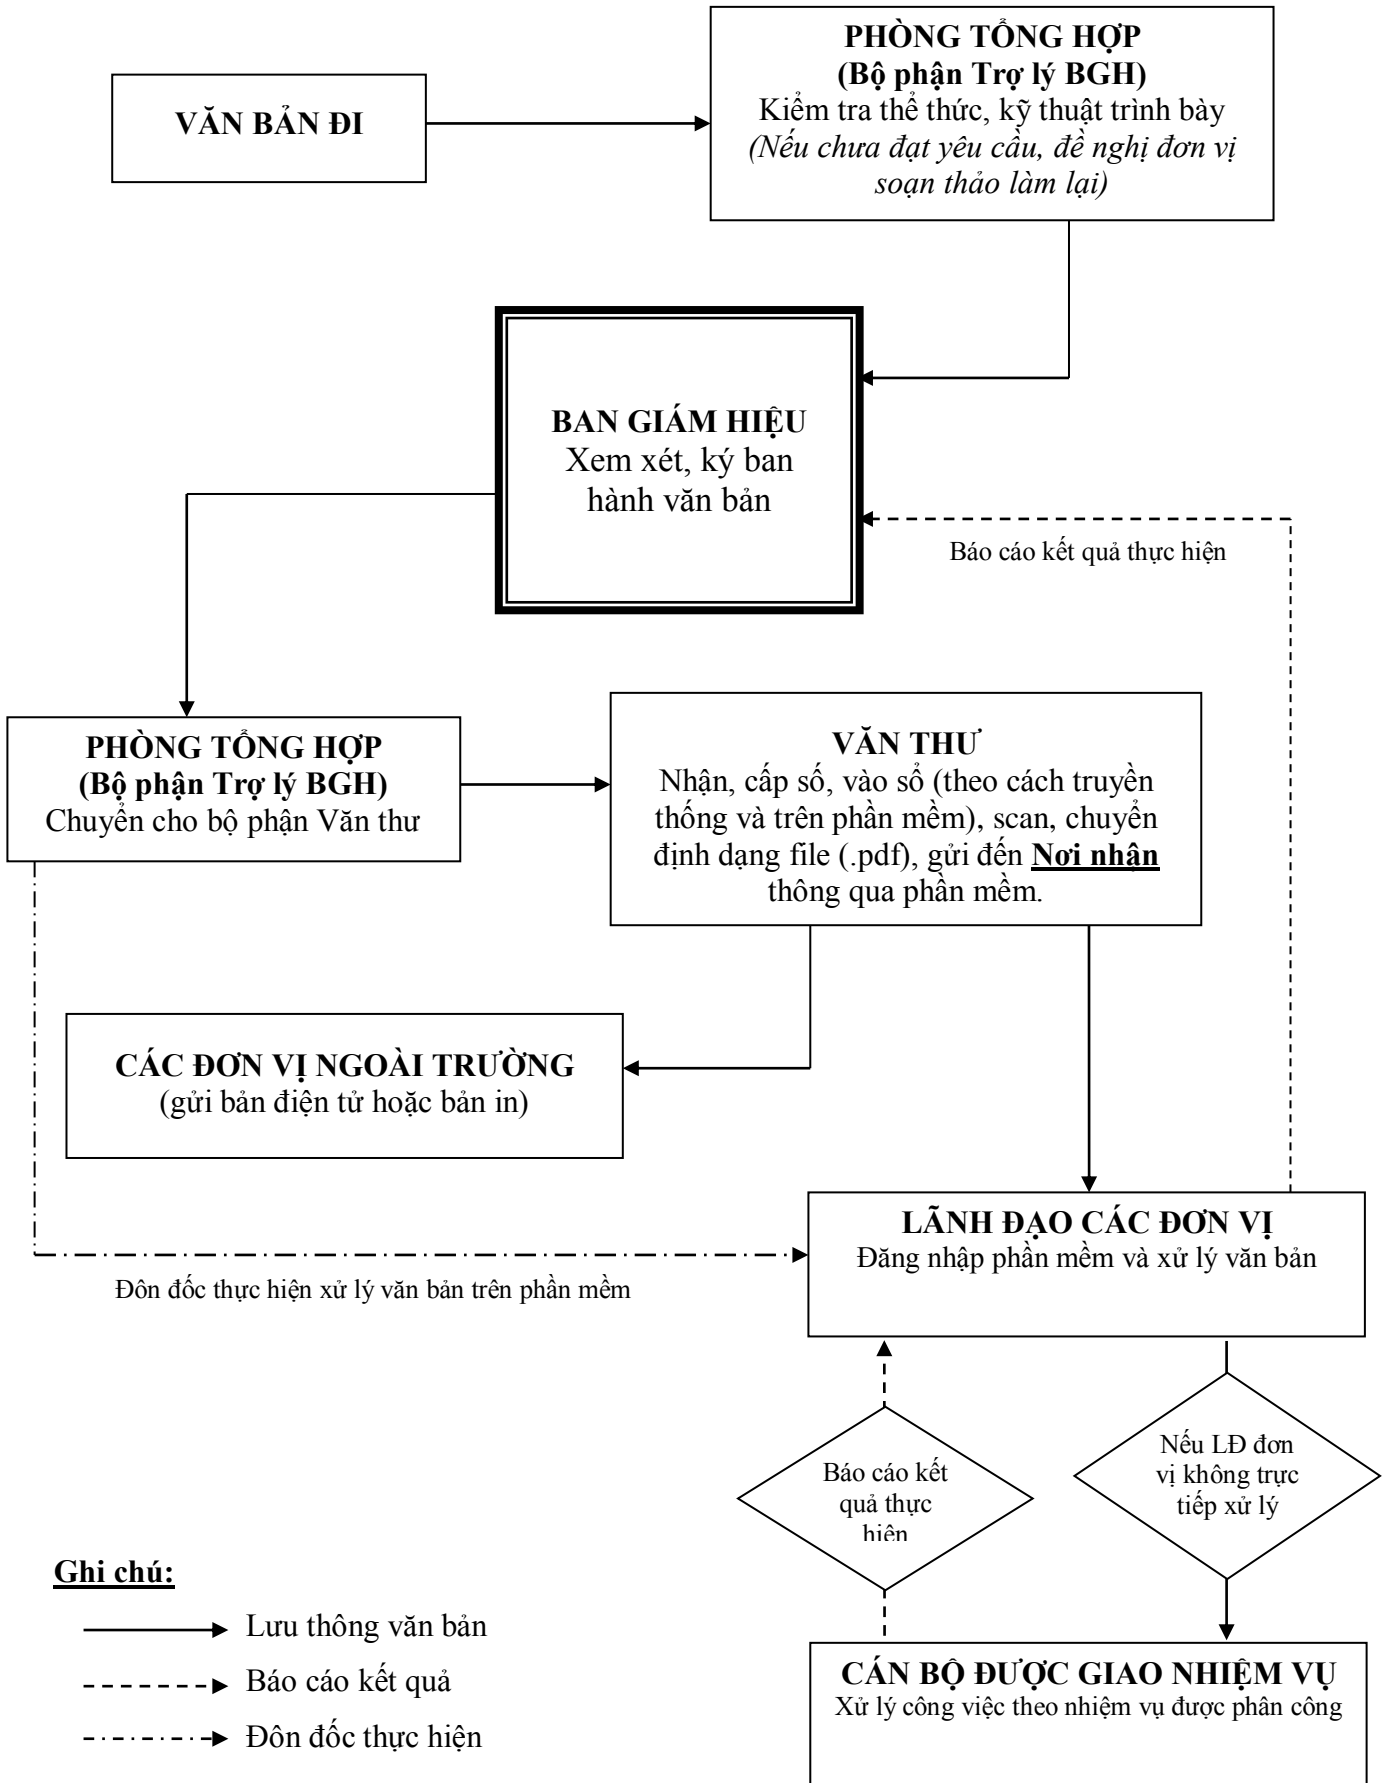 VĂN BẢN ĐI
PHÒNG TỔNG HỢP
(Bộ phận Trợ lý BGH)
Kiểm tra thể thức, kỹ thuật trình bày
(Nếu chưa đạt yêu cầu, đề nghị đơn vị
soạn thảo làm lại)
BAN GIÁM HIỆU
Xem xét, ký ban
hành văn bản
Báo cáo kết quả thực hiện
PHÒNG TỔNG HỢP
(Bộ phận Trợ lý BGH)
Chuyển cho bộ phận Văn thư
VĂN THƯ
Nhận, cấp số, vào sổ (theo cách truyền
thống và trên phần mềm), scan, chuyển
định dạng file (.pdf), gửi đến Nơi nhận
thông qua phần mềm.
CÁC ĐƠN VỊ NGOÀI TRƯỜNG
(gửi bản điện tử hoặc bản in)
LÃNH ĐẠO CÁC ĐƠN VỊ
Đăng nhập phần mềm và xử lý văn bản
Đôn đốc thực hiện xử lý văn bản trên phần mềm
Báo cáo kết
quả thực
hiện
Nếu LĐ đơn
vị không trực
tiếp xử lý
Ghi chú:
Lưu thông văn bản
Báo cáo kết quả
Đôn đốc thực hiện
CÁN BỘ ĐƯỢC GIAO NHIỆM VỤ
Xử lý công việc theo nhiệm vụ được phân công